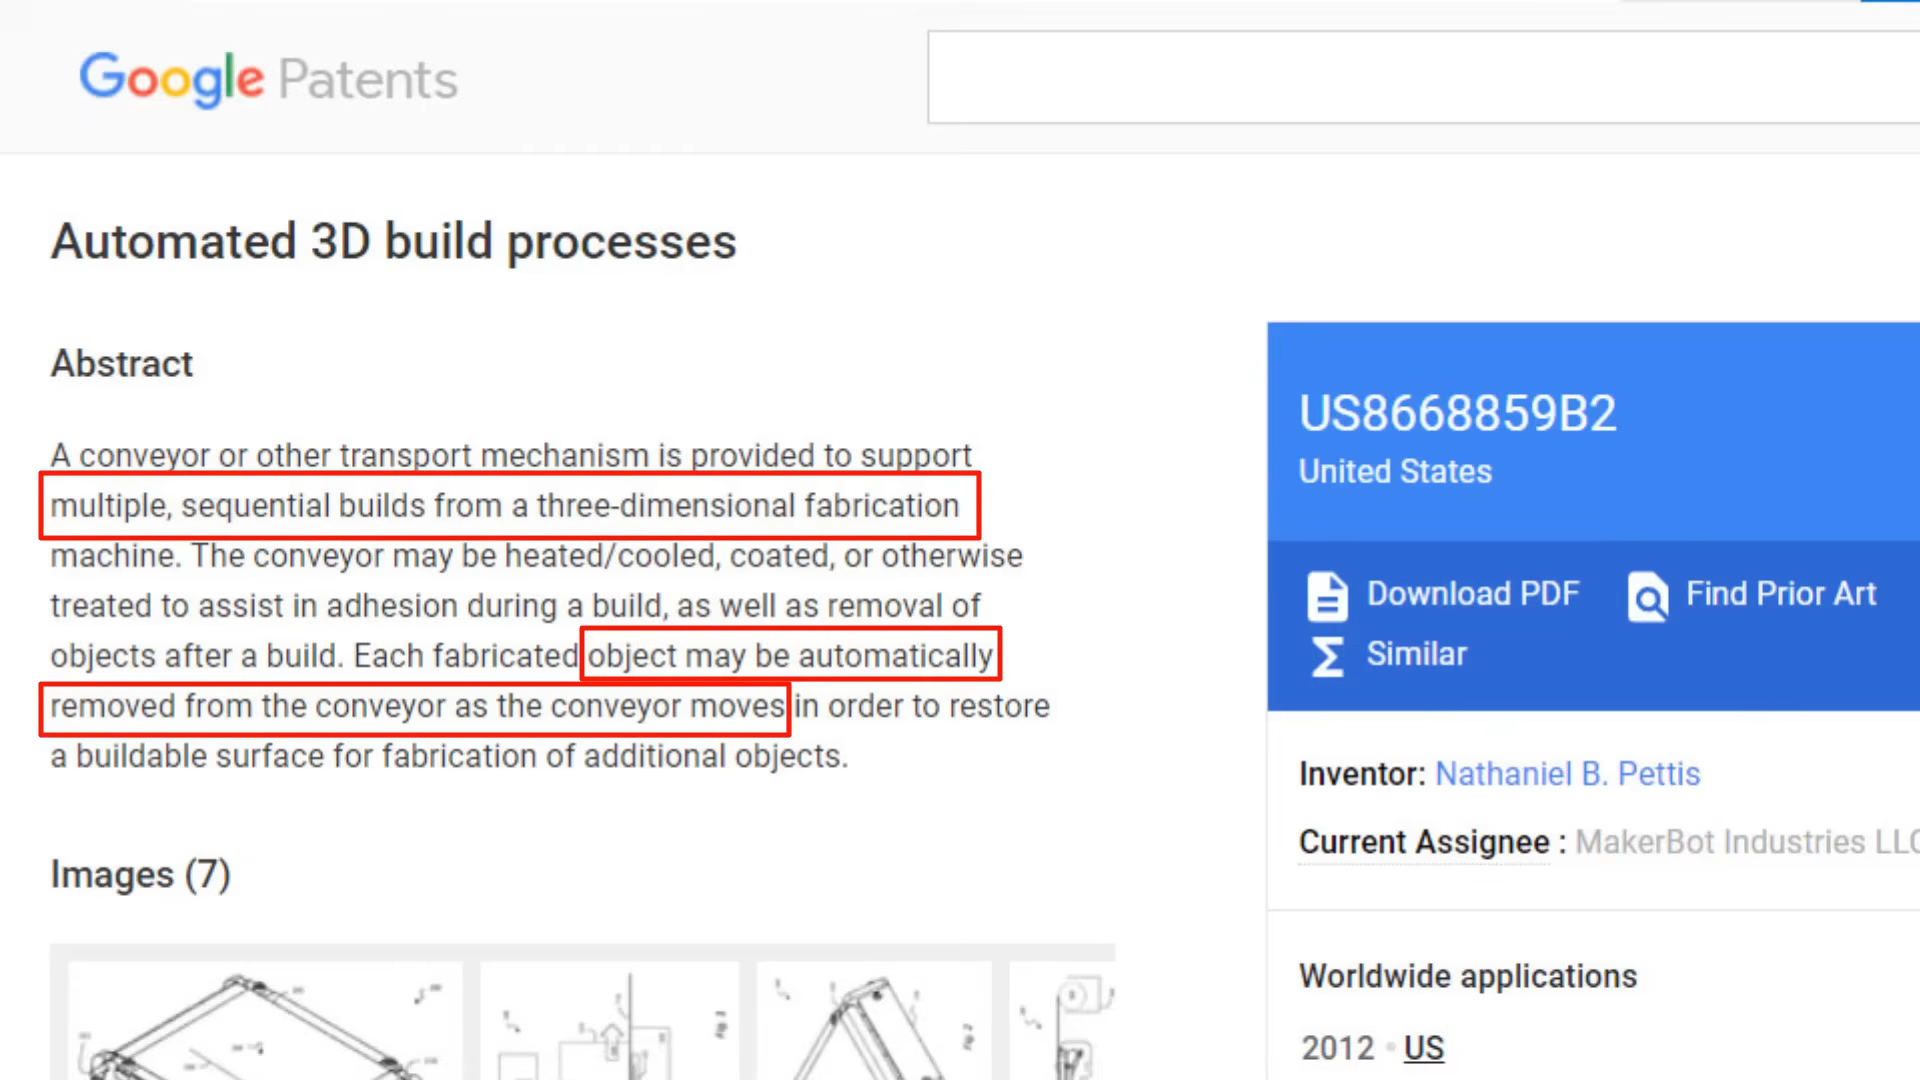 Google Patents
Automated 3D build processes
Abstract
A conveyor or other transport mechanism is provided to support
multiple, sequential builds from a three-dimensional fabrication
machine. The conveyor may be heated/cooled, coated, or otherwise
treated to assist in adhesion during a build, as well as removal of
objects after a build. Each fabricated object may be automatically
removed from the conveyor as the conveyor moves in order to restore
a buildable surface for fabrication of additional objects.
Images (7)
US8668859B2
United States
Download PDF Find Prior Art
Similar
Inventor: Nathaniel B. Pettis
Current Assignee : MakerBot Industries LLC
Worldwide applications
2012 • US